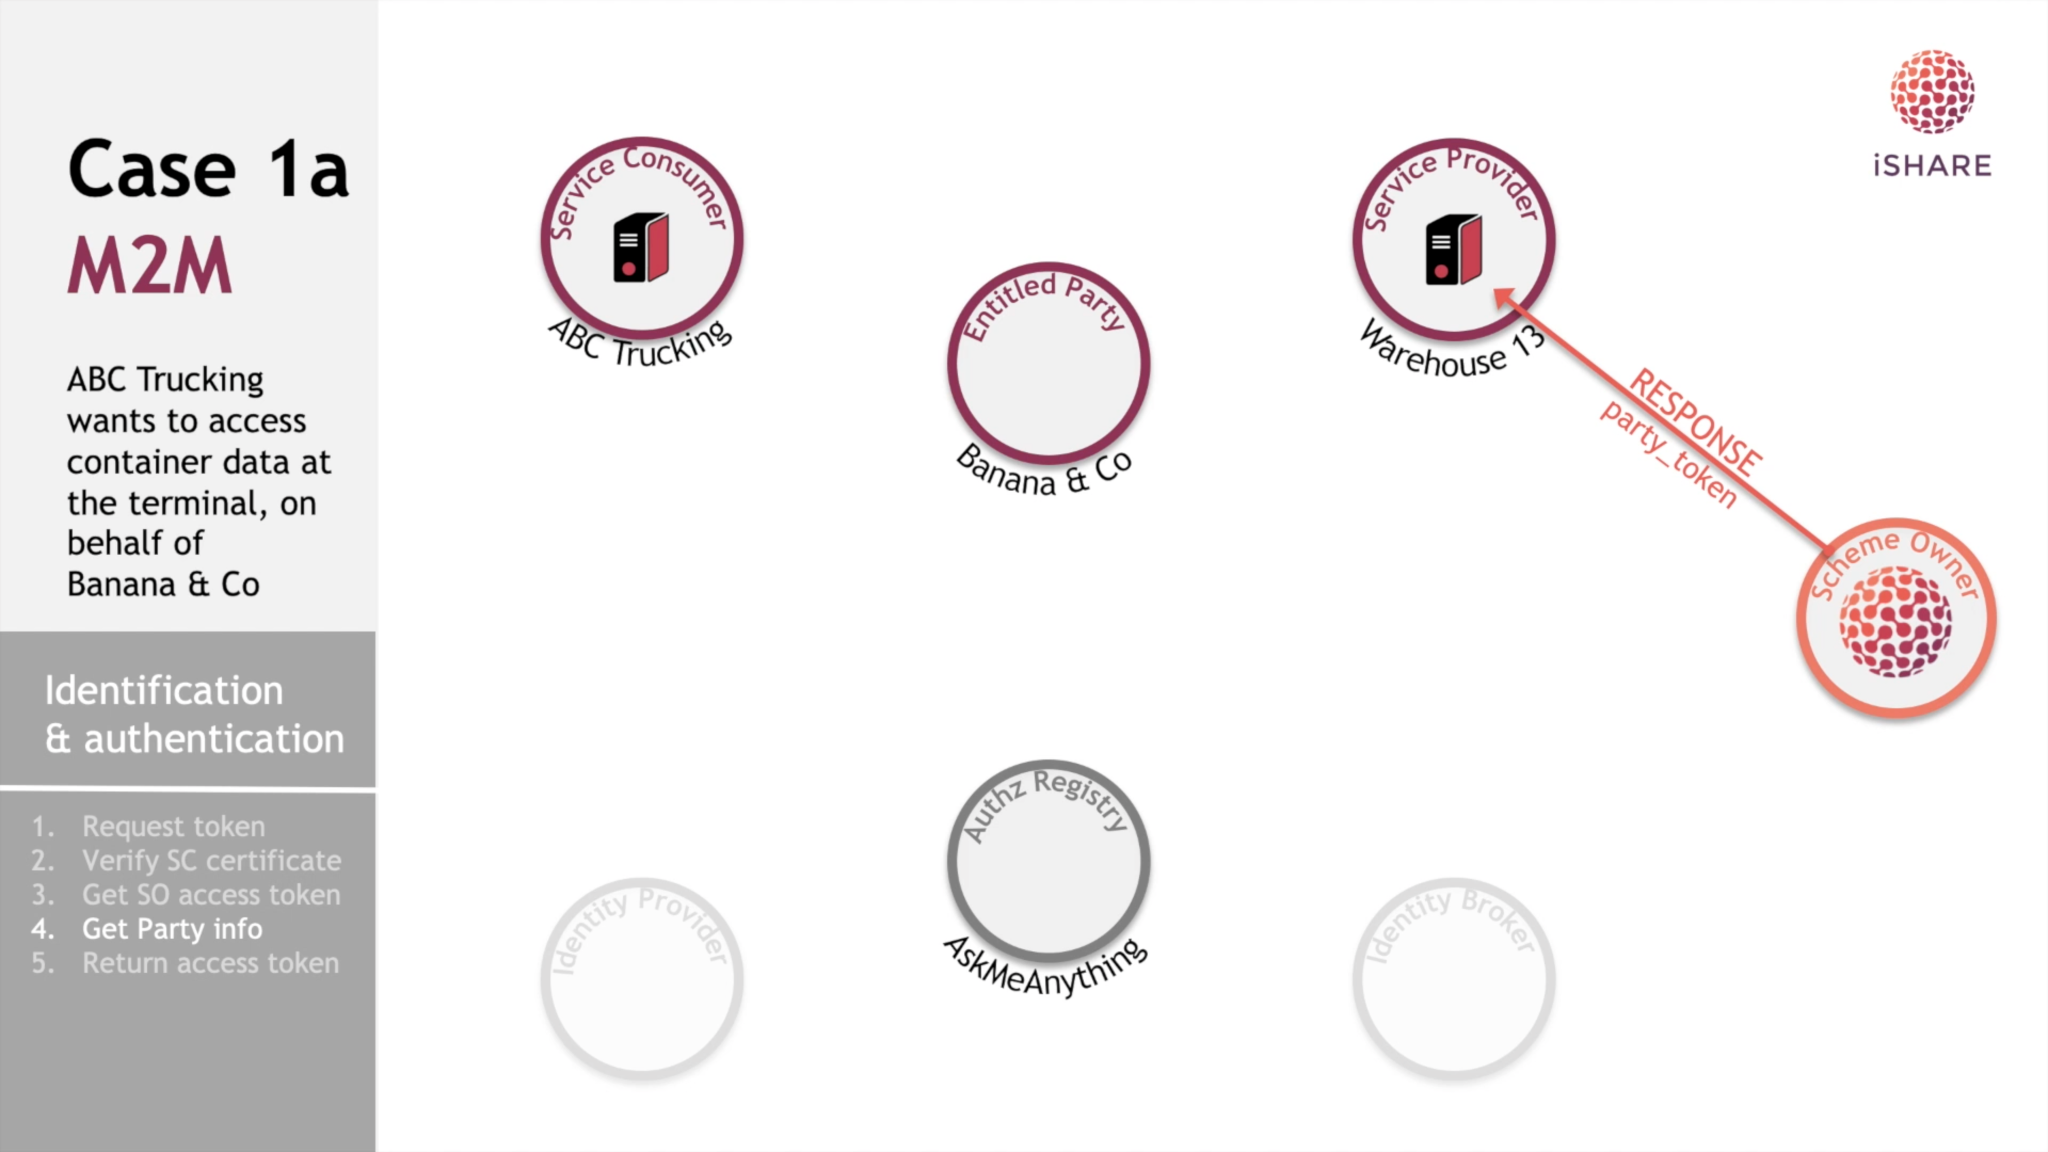 Case 1a
M2M
ABC Trucking
wants to access
container data at
the terminal, on
behalf of
Banana & Co
Identification
& authentication
1. Request token
2. Verify SC certificate
3. Get SO access token
4. Get Party info
5. Return access token
Service Consumer
ABC Trucking
Entitled Party
Banana & Co
Service Provider
Warehouse 13
iSHARE
RESPONSE
party_token
Scheme Owner
Authz Registry
AskMeAnything
Identity Provider
Identity Broker